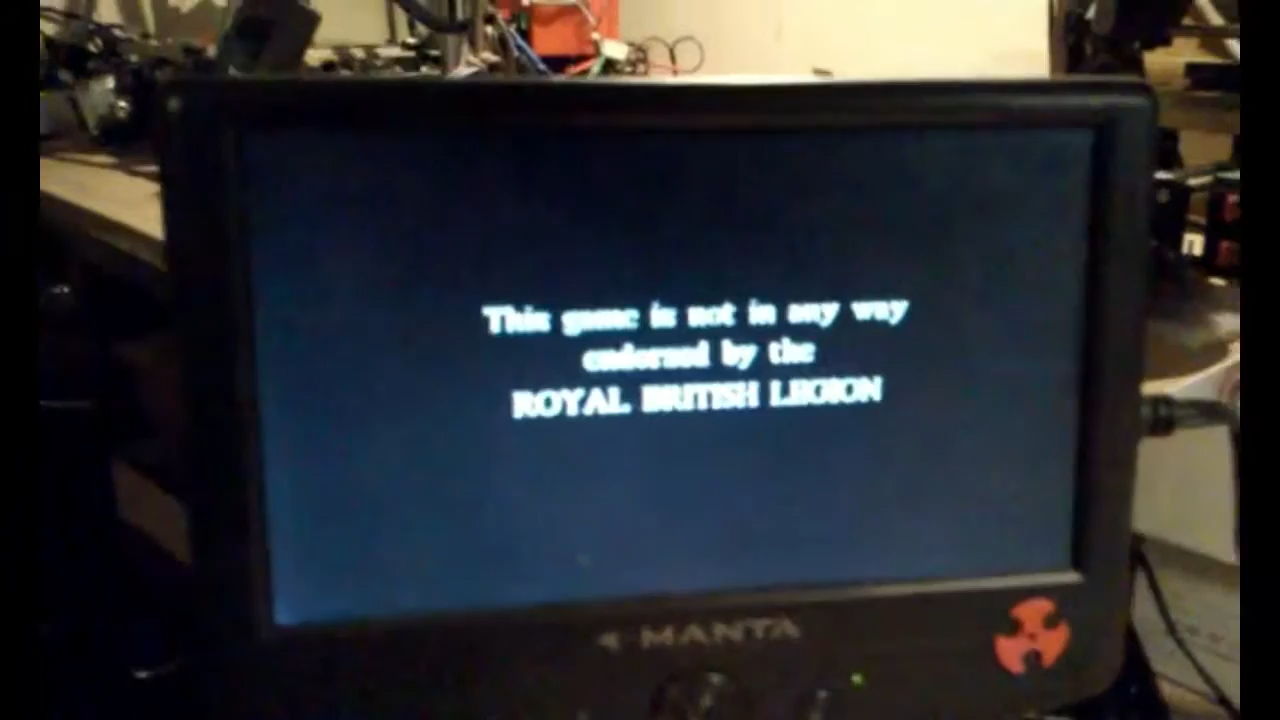 This game is not in any way
endorsed by the
ROYAL BRITISH LEGION
MANTA